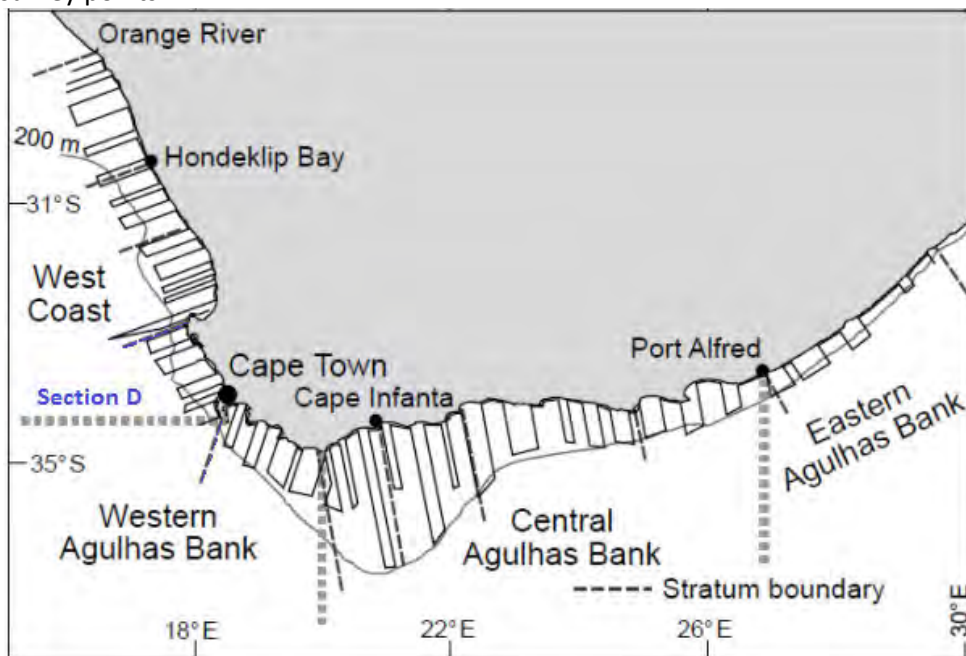 Orange River
200 m
Hondeklip Bay
31°S
West
Coast
Cape Town
Port Alfred
Section D
Cape Infanta
35°S
Eastern
Agulhas Bank
Western
Agulhas Bank
Central
Agulhas Bank
Stratum boundary
18°E
22°E
26°E
30°E